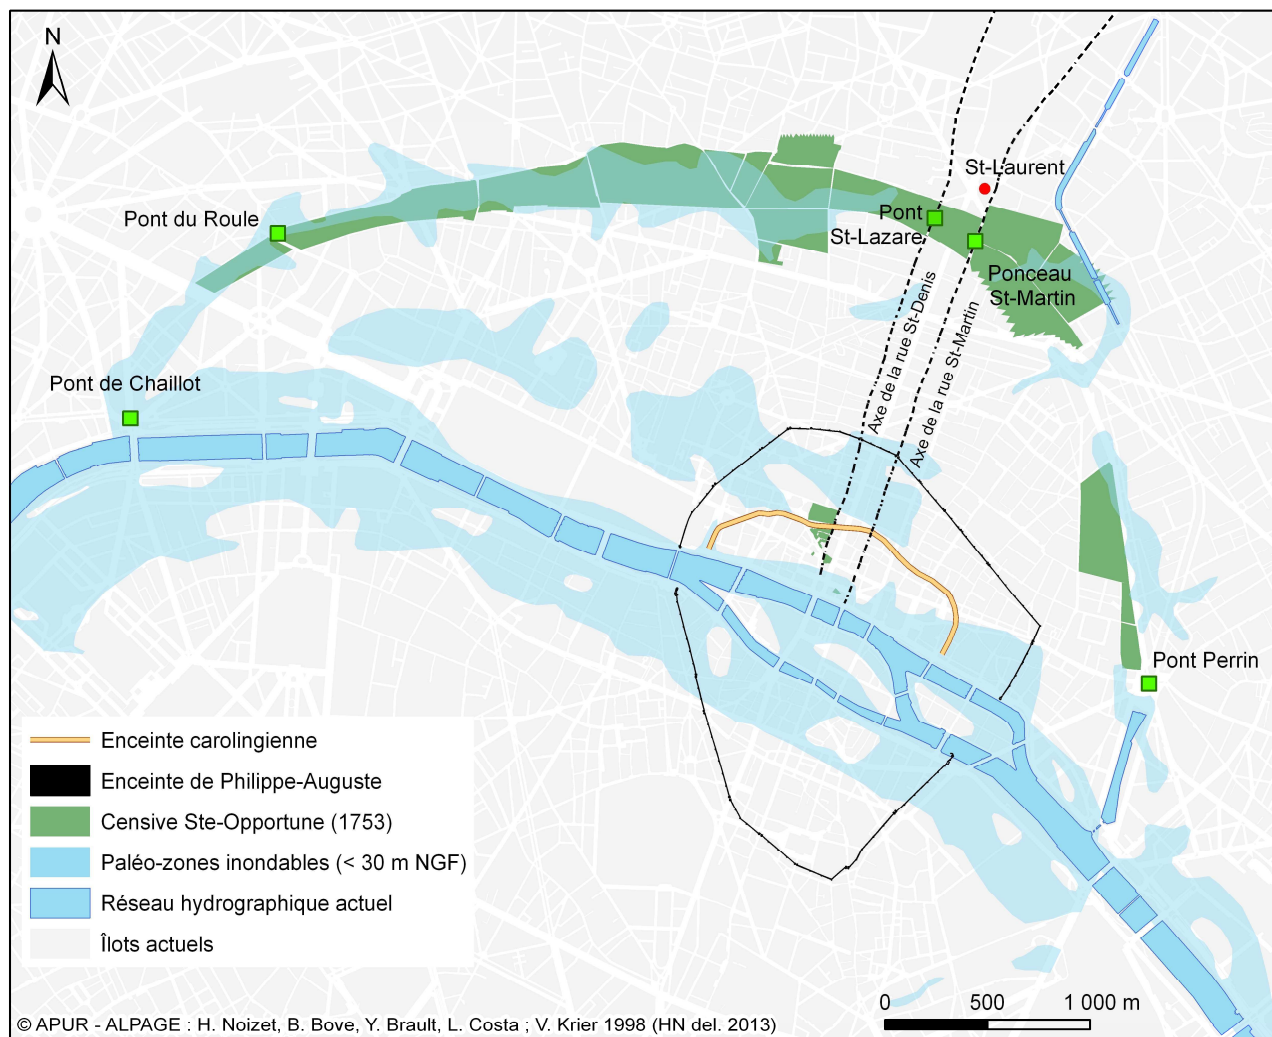 N
St-Laurent
Pont du Roule
Pont
St-Lazare
Ponceau
St-Martin
Axe de la rue St-Denis
Axe de la rue St-Martin
Pont de Chaillot
Pont Perrin
Enceinte carolingienne
Enceinte de Philippe-Auguste
Censive Ste-Opportune (1753)
Paléo-zones inondables (< 30 m NGF)
Réseau hydrographique actuel
Îlots actuels
0 500 1 000 m
© APUR - ALPAGE : H. Noizet, B. Bove, Y. Brault, L. Costa ; V. Krier 1998 (HN del. 2013)